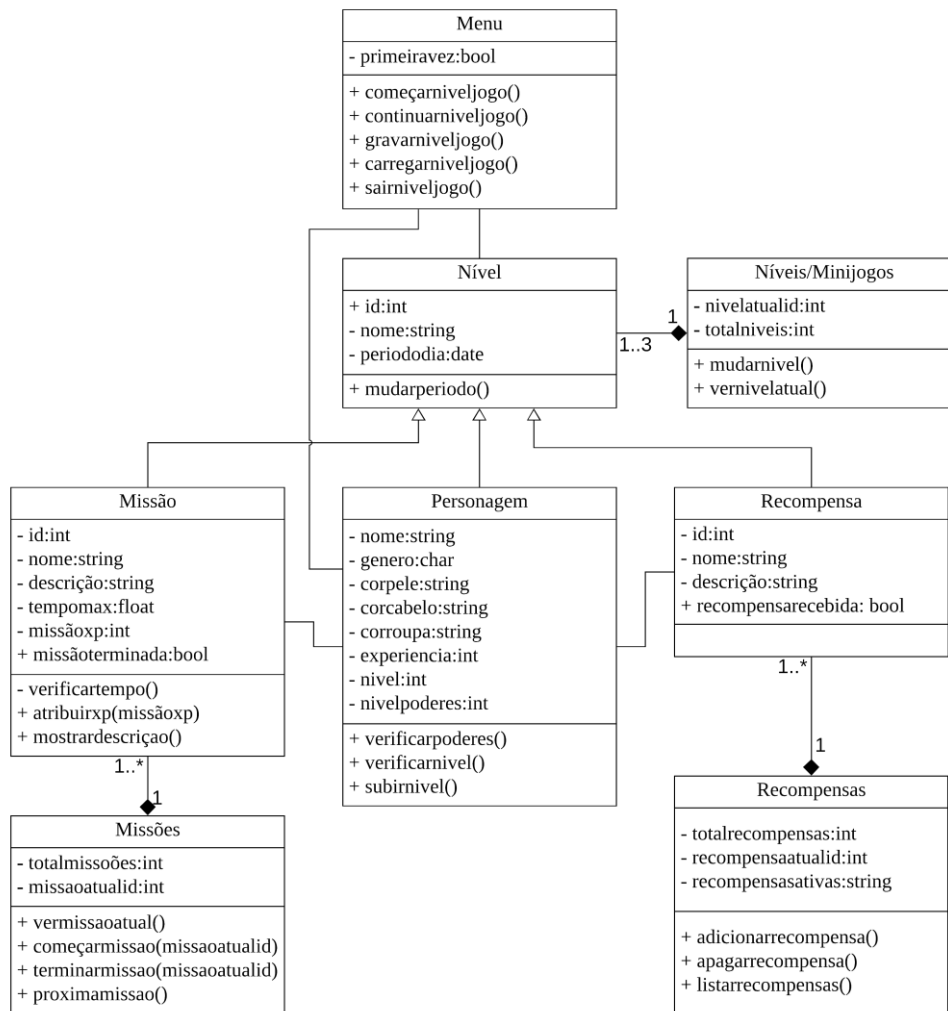 Menu
- primeiravez:bool
+ começarniveljogo()
+ continuarniveljogo()
+ gravarniveljogo()
+ carregarniveljogo()
+ sairniveljogo()
Nível
+ id:int
- nome:string
- periododia:date
+ mudarperiodo()
1..3
1
Níveis/Minijogos
- nivelatualid:int
- totalniveis:int
+ mudarnivel()
+ vernivelatual()
Missão
- id:int
- nome:string
- descrição:string
- tempomax:float
- missãoxp:int
+ missãoterminada:bool
- verificartempo()
+ atribuirxp(missãoxp)
+ mostrardescriçao()
1..*
1
Missões
- totalmissoões:int
- missaoatualid:int
+ vermissaoatual()
+ começarmissao(missaoatualid)
+ terminarmissao(missaoatualid)
+ proximamissao()
Personagem
- nome:string
- genero:char
- corpele:string
- corcabelo:string
- corroupa:string
- experiencia:int
- nivel:int
- nivelpoderes:int
+ verificarpoderes()
+ verificarnivel()
+ subirnivel()
Recompensa
- id:int
- nome:string
- descrição:string
+ recompensarecebida: bool
1..*
1
Recompensas
- totalrecompensas:int
- recompensaatualid:int
- recompensasativas:string
+ adicionarrecompensa()
+ apagarrecompensa()
+ listarrecompensas()